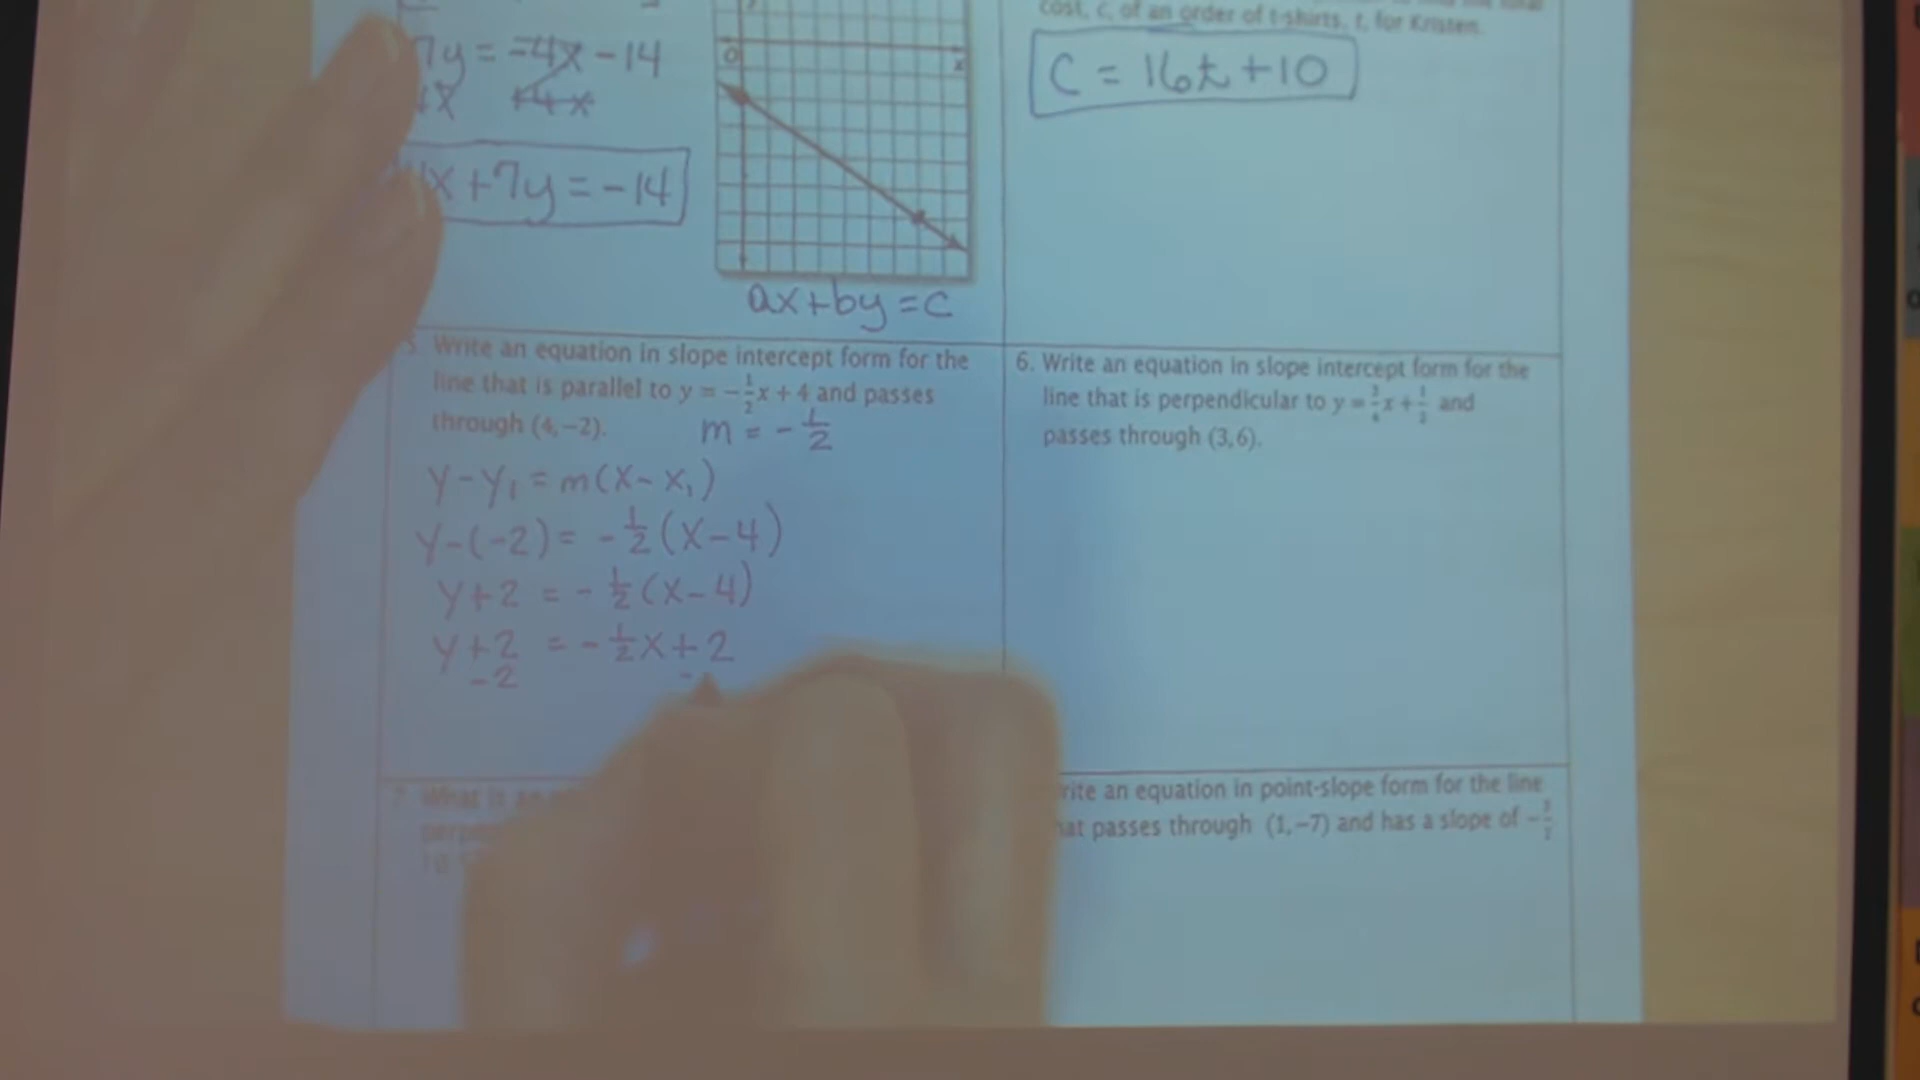 cost, c, of an order of t-shirts, t, for Kristen.
7y = -4x - 14
+4x
C = 16t + 10
x + 7y = -14
ax + by = c
5. Write an equation in slope intercept form for the
line that is parallel to y = -1/2x + 4 and passes
through (4, -2).
m = -1/2
y - y₁ = m(x - x₁)
y - (-2) = -1/2(x - 4)
y + 2 = -1/2(x - 4)
y + 2 = -1/2x + 2
-2 -
6. Write an equation in slope intercept form for the
line that is perpendicular to y = x + and
passes through (3,6).
7. What is an
rite an equation in point-slope form for the line
hat passes through (1, -7) and has a slope of -